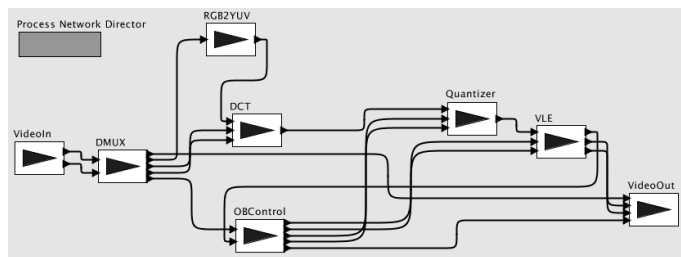 RGB2YUV
Process Network Director
Quantizer
DCT
VLE
VideoIn
DMUX
VideoOut
OBControl